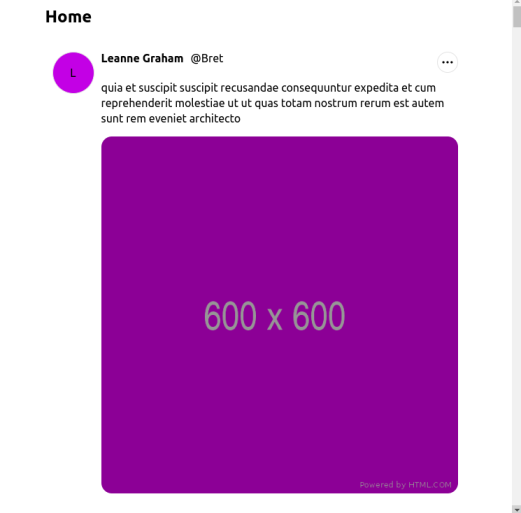 Home
Leanne Graham @Bret
L
quia et suscipit suscipit recusandae consequuntur expedita et cum
reprehenderit molestiae ut ut quas totam nostrum rerum est autem
sunt rem eveniet architecto
600 x 600
Powered by HTML.COM